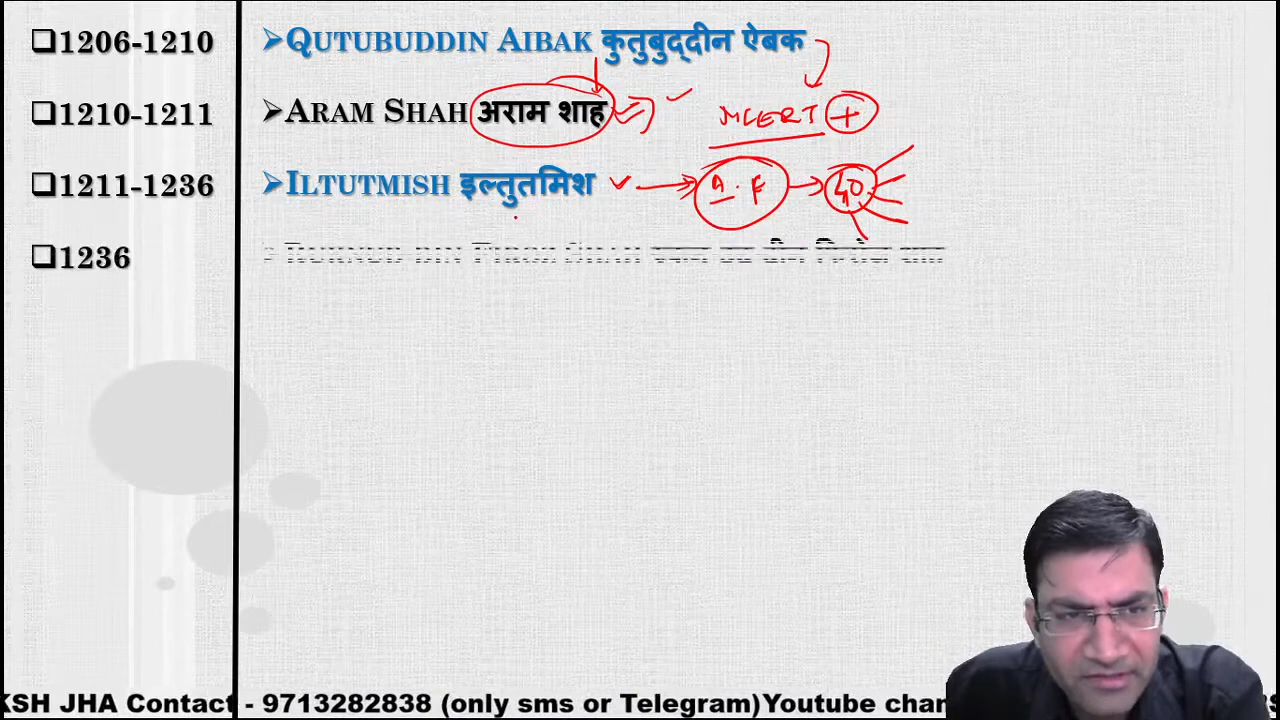 ❑1206-1210 ➢QUTUBUDDIN AIBAK कुतुबुद्दीन ऐबक
❑1210-1211 ➢ARAM SHAH अराम शाह NCERT +
❑1211-1236 ➢ILTUTMISH इल्तुतमिश A.F 40
❑1236
KSH JHA Contact - 9713282838 (only sms or Telegram)Youtube chan